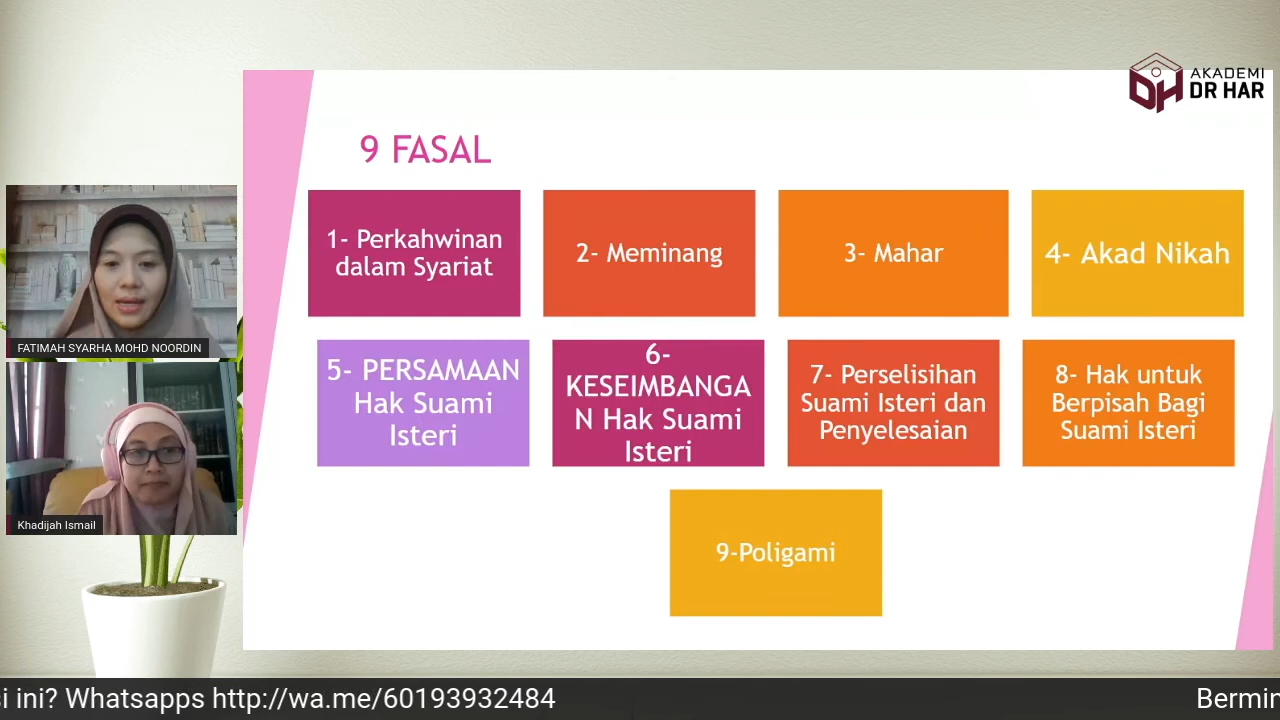 AKADEMI
DR HAR
9 FASAL
1- Perkahwinan
dalam Syariat
2- Meminang
3- Mahar
4- Akad Nikah
5- PERSAMAAN
Hak Suami
Isteri
6-
KESEIMBANGA
N Hak Suami
Isteri
7- Perselisihan
Suami Isteri dan
Penyelesaian
8- Hak untuk
Berpisah Bagi
Suami Isteri
9-Poligami
FATIMAH SYARHA MOHD NOORDIN
Khadijah Ismail
si ini? Whatsapps http://wa.me/60193932484
Bermin